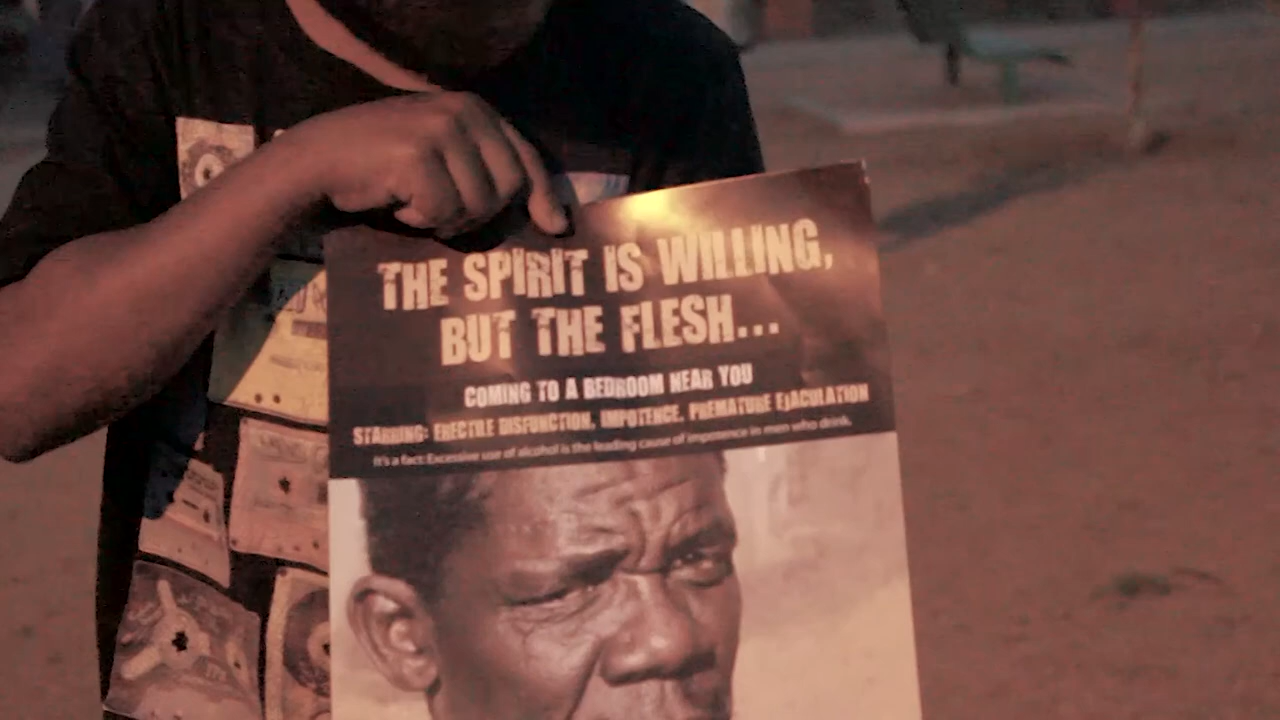 THE SPIRIT IS WILLING,
BUT THE FLESH...
COMING TO A BEDROOM NEAR YOU
STARRING: ERECTILE DISFUNCTION, IMPOTENCE, PREMATURE EJACULATION
It's a fact: Excessive use of alcohol is the leading cause of impotence in men who drink.